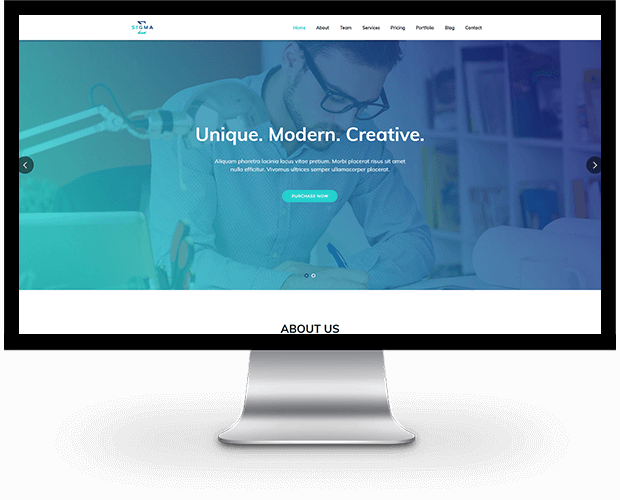 SIGMA
Home About Team Services Pricing Portfolio Blog Contact
Unique. Modern. Creative.
Aliquam pharetra lacinia lacus vitae pretium. Morbi placerat risus sit amet
nulla efficitur. Vivamus ultrices semper ullamcorper placerat.
PURCHASE NOW
ABOUT US